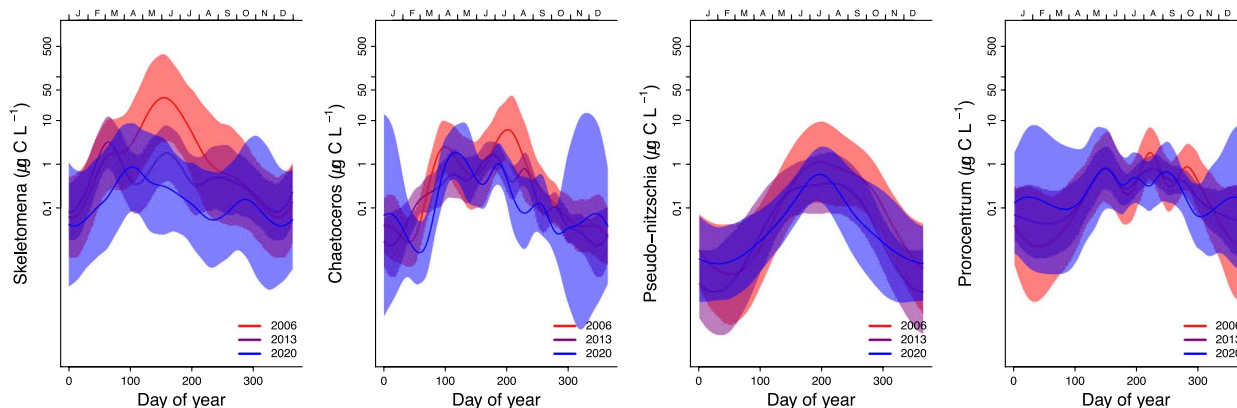 J F M A M J J A S O N D
Skeletomena (µg C L⁻¹)
500
50
10
1
0.1
2006
2013
2020
0 100 200 300
Day of year
J F M A M J J A S O N D
Chaetoceros (µg C L⁻¹)
500
50
10
1
0.1
2006
2013
2020
0 100 200 300
Day of year
J F M A M J J A S O N D
Pseudo−nitzschia (µg C L⁻¹)
500
50
10
1
0.1
2006
2013
2020
0 100 200 300
Day of year
J F M A M J J A S O N D
Prorocentrum (µg C L⁻¹)
500
50
10
1
0.1
2006
2013
2020
0 100 200 300
Day of year